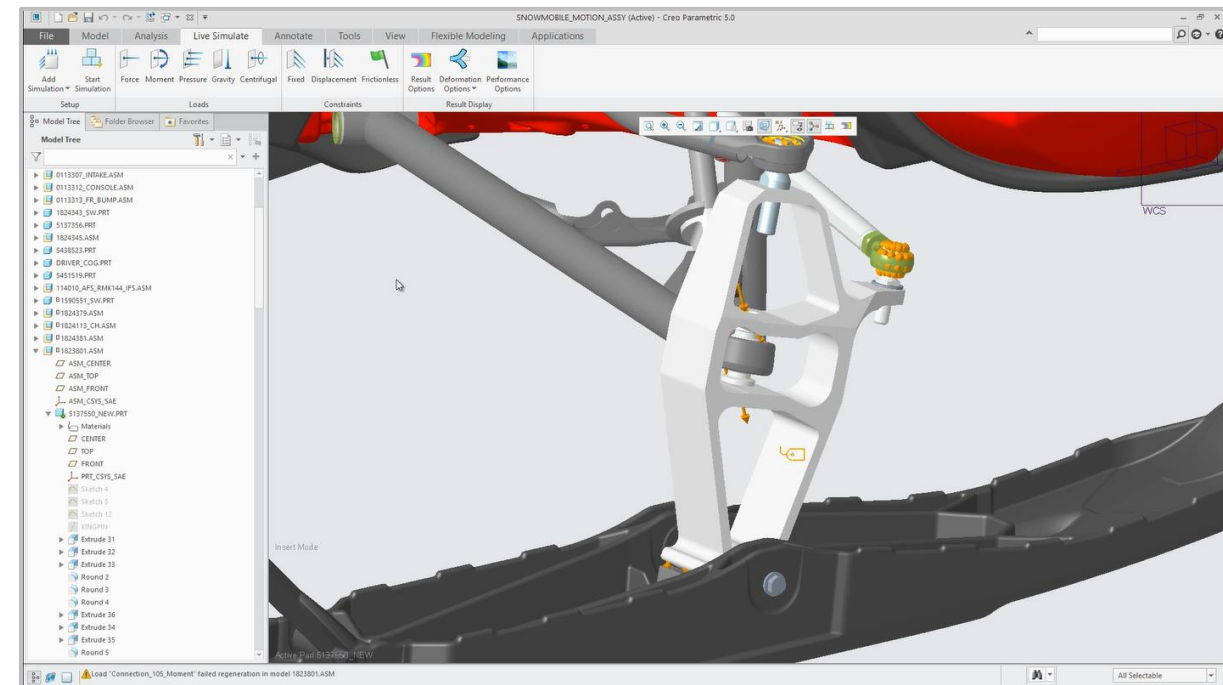 SNOWMOBILE_MOTION_ASSY (Active) - Creo Parametric 5.0
File Model Analysis Live Simulate Annotate Tools View Flexible Modeling Applications
Add Simulation Start Simulation Force Moment Pressure Gravity Centrifugal Fixed Displacement Frictionless Result Options Deformation Options Performance Options
Setup Loads Constraints Result Display
Model Tree Folder Browser Favorites
Model Tree
0113307_INTAKE.ASM
0113312_CONSOLE.ASM
0113313_FR_BUMP.ASM
1824343_SW.PRT
5137356.PRT
1824345.ASM
5438523.PRT
DRIVER_COG.PRT
5451519.PRT
114010_AFS_RMK144_IFS.ASM
1590551_SW.PRT
1824379.ASM
1824113_CH.ASM
1824381.ASM
1823801.ASM
ASM_CENTER
ASM_TOP
ASM_FRONT
ASM_CSYS_SAE
5137550_NEW.PRT
Materials
CENTER
TOP
FRONT
PRT_CSYS_SAE
Sketch 4
Sketch 5
Sketch 12
KINGPIN
Extrude 31
Extrude 32
Extrude 33
Round 2
Round 3
Round 4
Extrude 36
Extrude 34
Extrude 35
Round 5
WCS
Insert Mode
Active Part:5137550_NEW
Load "Connection_105_Moment" failed regeneration in model 1823801.ASM
All Selectable